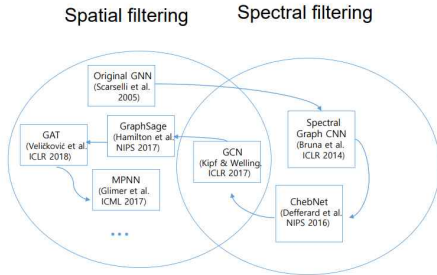 Spatial filtering
Spectral filtering
Original GNN
(Scarselli et al.
2005)
GraphSage
(Hamilton et al.
NIPS 2017)
GAT
(Veličković et al.
ICLR 2018)
MPNN
(Glimer et al.
ICML 2017)
...
GCN
(Kipf & Welling.
ICLR 2017)
Spectral
Graph CNN
(Bruna et al.
ICLR 2014)
ChebNet
(Defferard et al.
NIPS 2016)